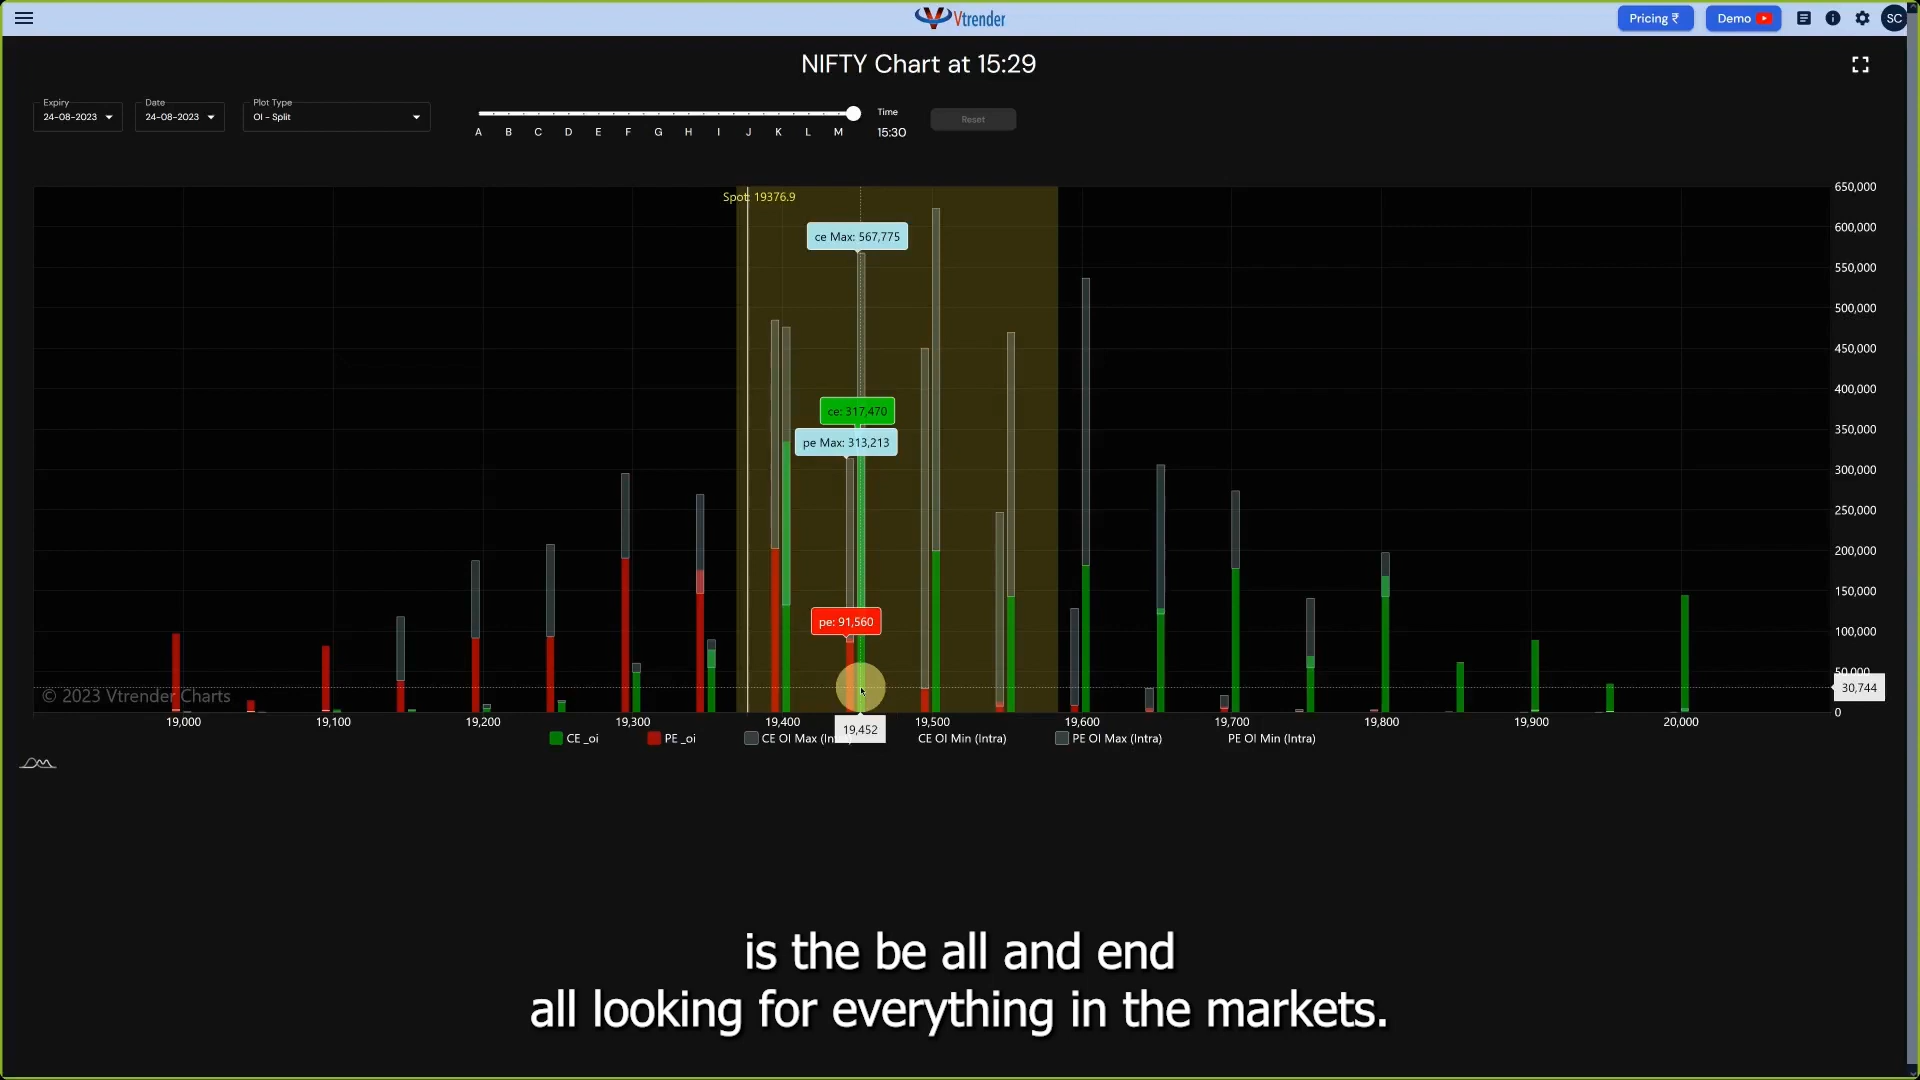 Vtrender
Pricing ₹
Demo
SC
NIFTY Chart at 15:29
Expiry
24-08-2023
Date
24-08-2023
Plot Type
OI - Split
A B C D E F G H I J K L M
Time
15:30
Reset
Spot: 19376.9
ce Max: 567,775
ce: 317,470
pe Max: 313,213
pe: 91,560
650,000
600,000
550,000
500,000
450,000
400,000
350,000
300,000
250,000
200,000
150,000
100,000
50,000
30,744
0
© 2023 Vtrender Charts
19,000 19,100 19,200 19,300 19,400 19,500 19,600 19,700 19,800 19,900 20,000
19,452
CE _oi PE _oi CE OI Max CE OI Min (Intra) PE OI Max (Intra) PE OI Min (Intra)
is the be all and end
all looking for everything in the markets.